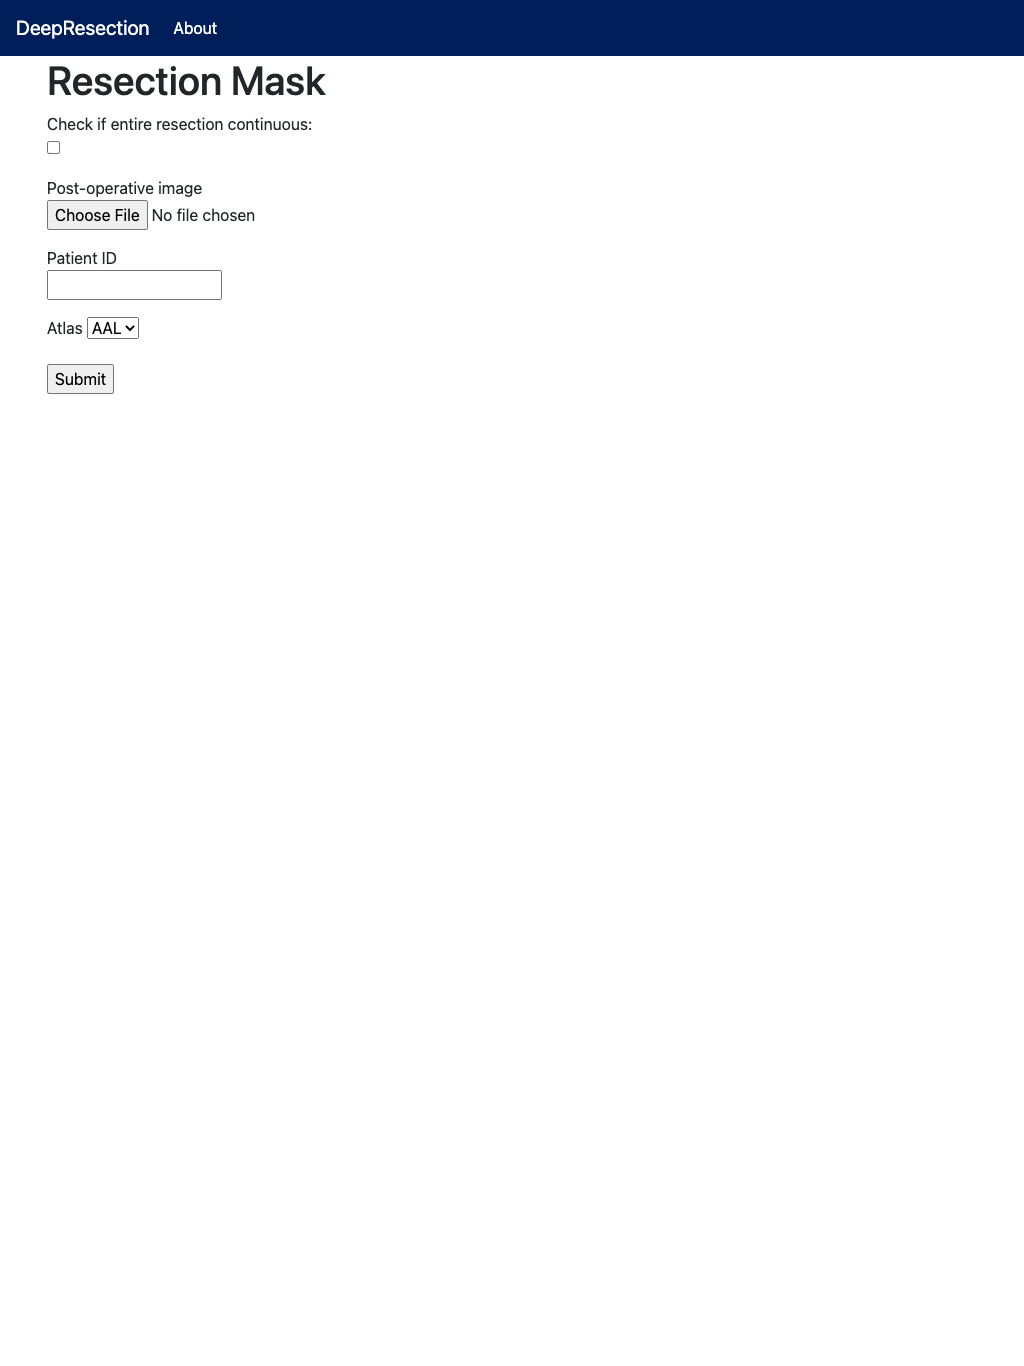 DeepResection About
Resection Mask
Check if entire resection continuous:
Post-operative image
Choose File No file chosen
Patient ID
Atlas AAL
Submit